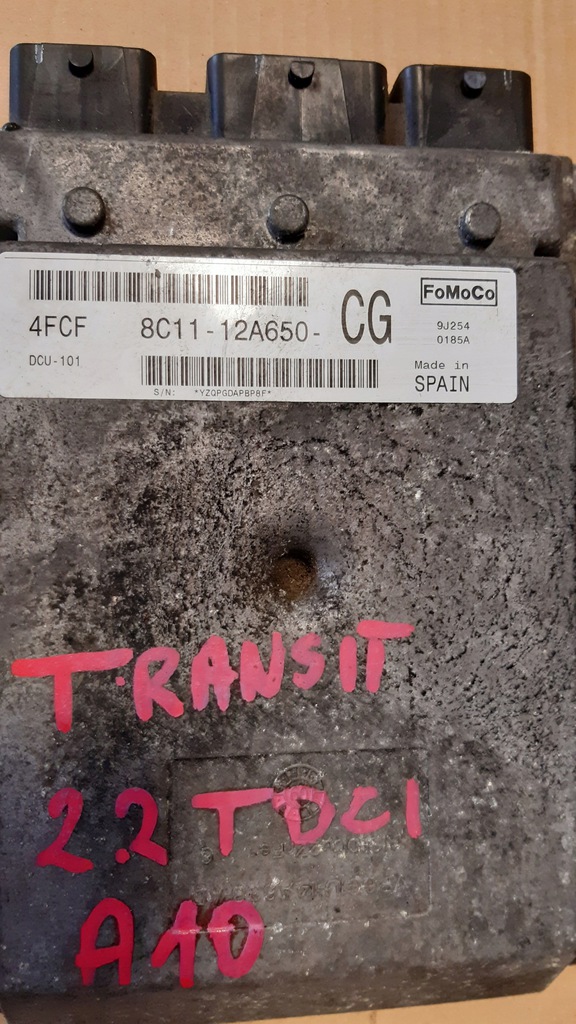 FoMoCo
4FCF 8C11-12A650- CG
9J254
0185A
DCU-101
Made in
SPAIN
S/N: *YZQPGDAPBP8F*
TRANSIT
2.2 TDCI
A10